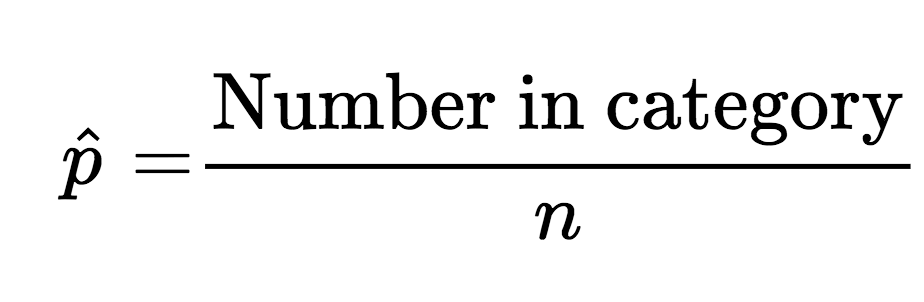 p̂ = Number in category / n